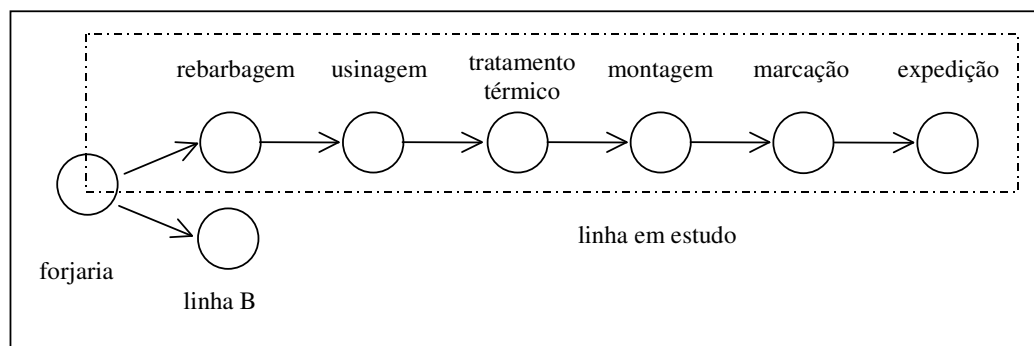 rebarbagem
usinagem
tratamento
térmico
montagem
marcação
expedição
forjaria
linha B
linha em estudo